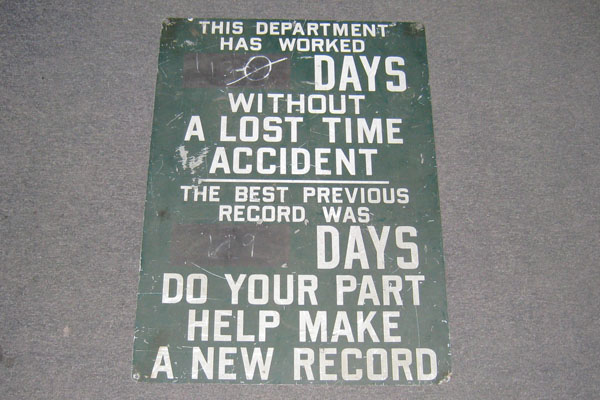 THIS DEPARTMENT
HAS WORKED
DAYS
WITHOUT
A LOST TIME
ACCIDENT
THE BEST PREVIOUS
RECORD WAS
DAYS
DO YOUR PART
HELP MAKE
A NEW RECORD